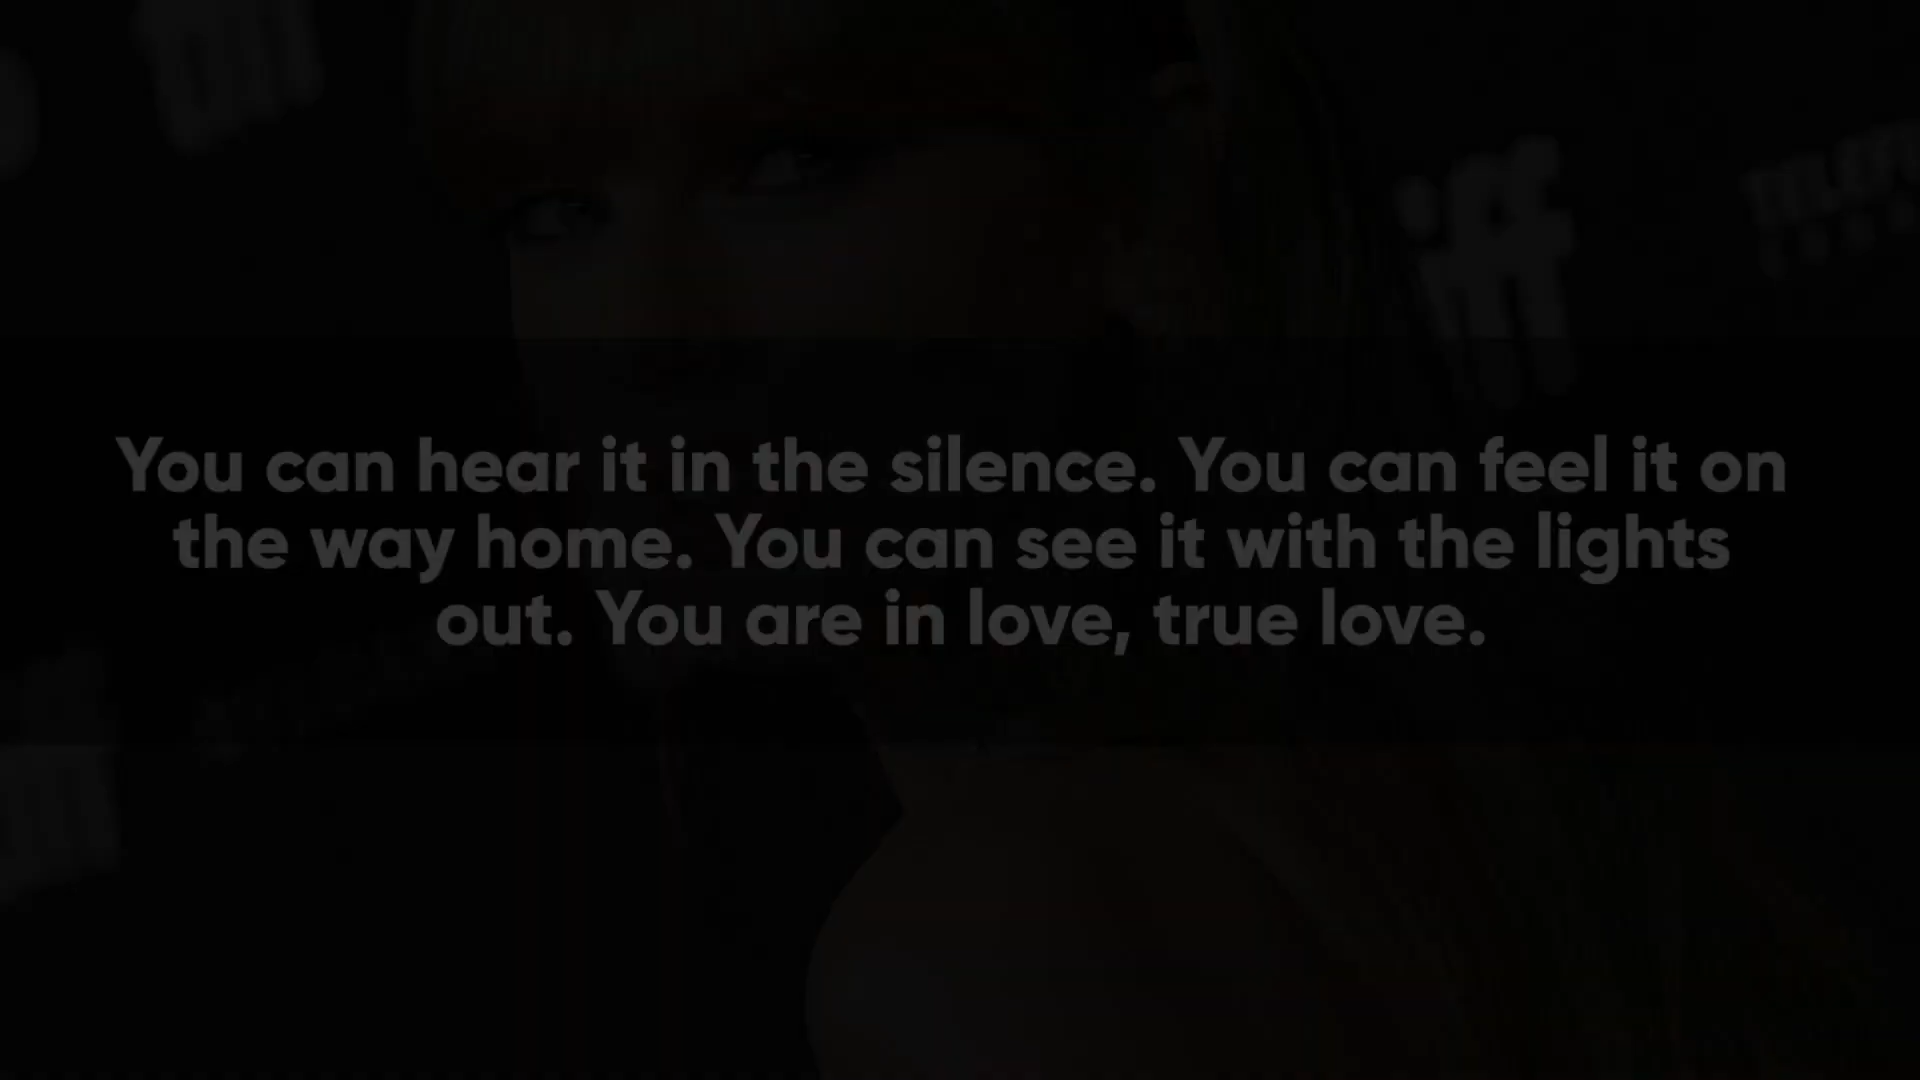 tiff
You can hear it in the silence. You can feel it on
the way home. You can see it with the lights
out. You are in love, true love.